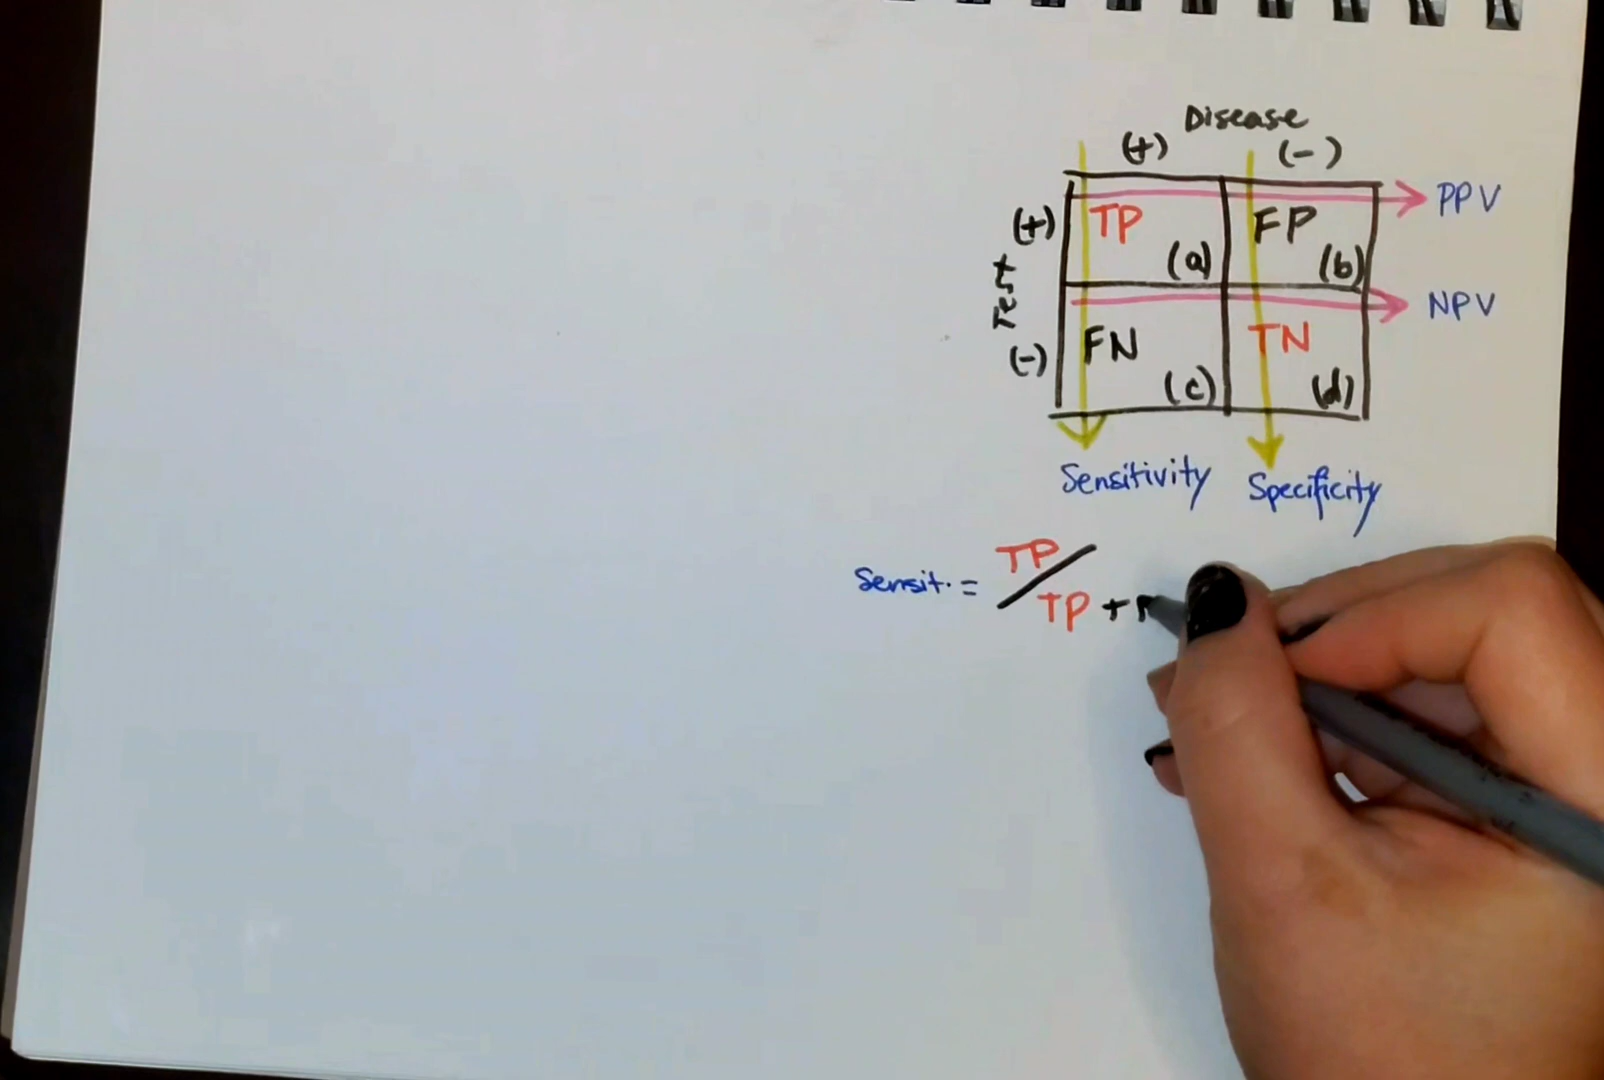 Disease
(+) (-)
(+) TP (a) FP (b) PPV
Test
NPV
(-) FN (c) TN (d)
Sensitivity Specificity
Sensit. = TP / TP +